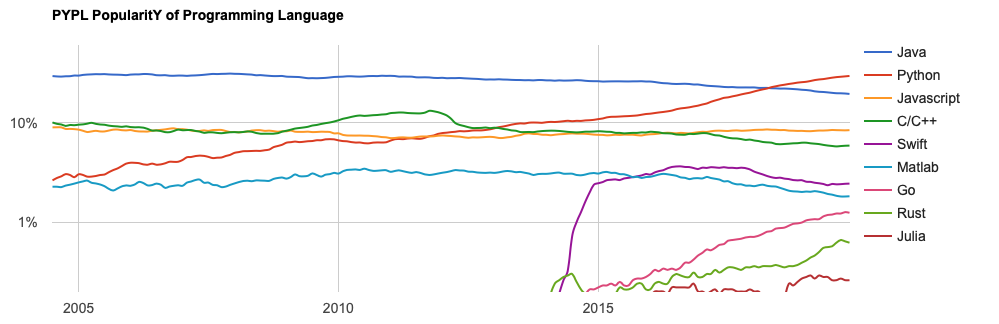 PYPL PopularitY of Programming Language
Java
Python
Javascript
C/C++
Swift
Matlab
Go
Rust
Julia
10%
1%
2005
2010
2015